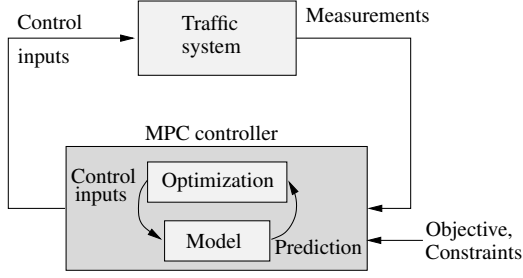 Control
inputs
Traffic
system
Measurements
MPC controller
Control
inputs
Optimization
Model
Prediction
Objective,
Constraints